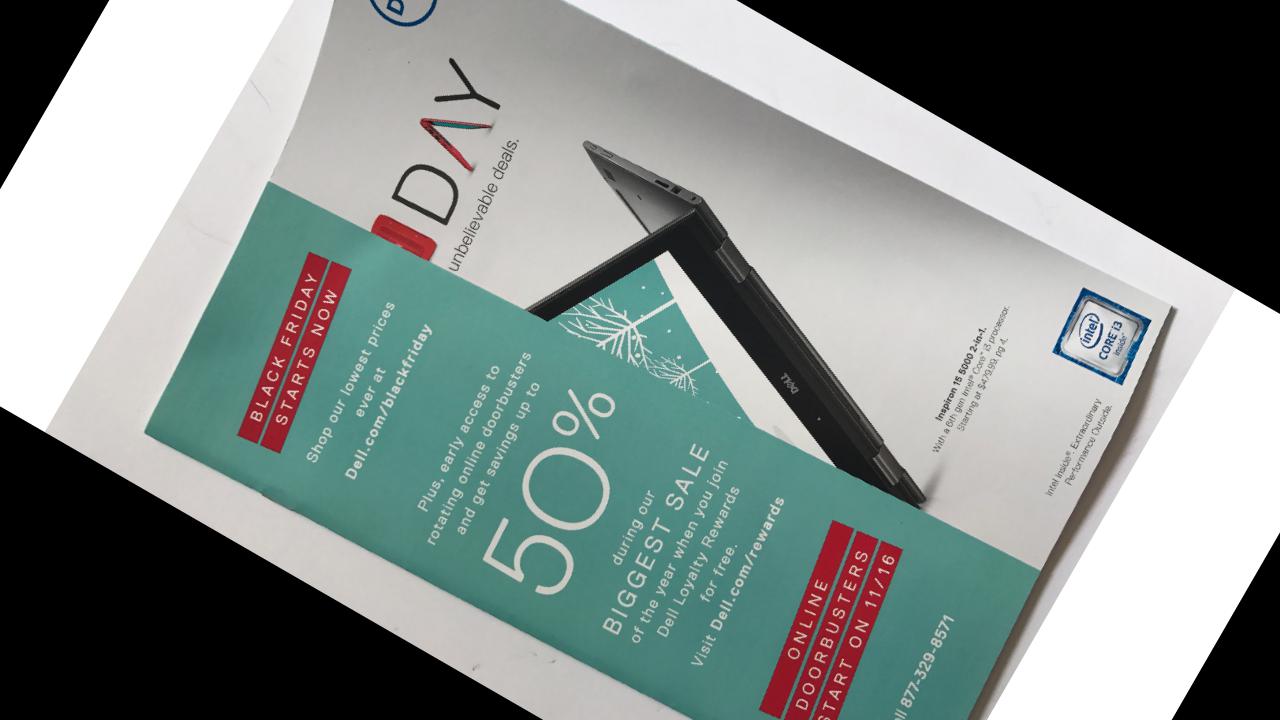 BLACK FRIDAY
STARTS NOW
Shop our lowest prices
ever at
Dell.com/blackfriday
Plus, early access to
rotating online doorbusters
and get savings up to
50%
during our
BIGGEST SALE
of the year when you join
Dell Loyalty Rewards
for free.
Visit Dell.com/rewards
ONLINE
DOORBUSTERS
START ON 11/16
877-329-8571
DAY
unbelievable deals.
DELL
Inspiron 15 5000 2-in-1.
With a 6th gen Intel® Core™ i3 processor.
Starting at $479.99, pg 4.
intel
CORE i3
inside™
Intel Inside®. Extraordinary
Performance Outside.